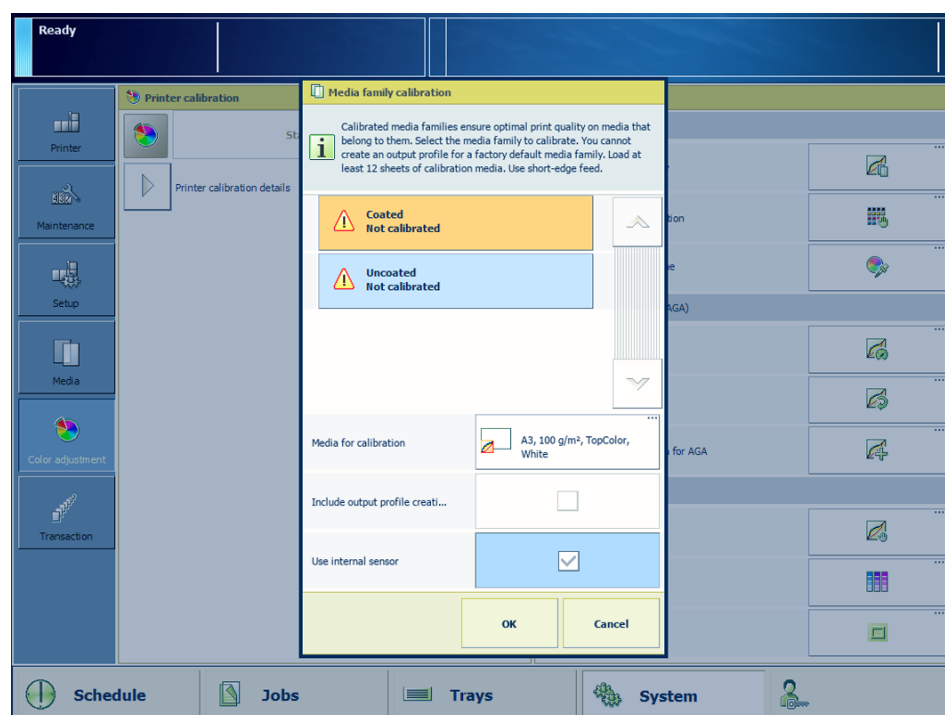 Ready
Printer
Maintenance
Setup
Media
Color adjustment
Transaction
Printer calibration
Printer calibration details
Media family calibration
Calibrated media families ensure optimal print quality on media that
belong to them. Select the media family to calibrate. You cannot
create an output profile for a factory default media family. Load at
least 12 sheets of calibration media. Use short-edge feed.
Coated
Not calibrated
Uncoated
Not calibrated
Media for calibration
A3, 100 g/m², TopColor,
White
Include output profile creati...
Use internal sensor
OK
Cancel
AGA)
for AGA
Schedule
Jobs
Trays
System